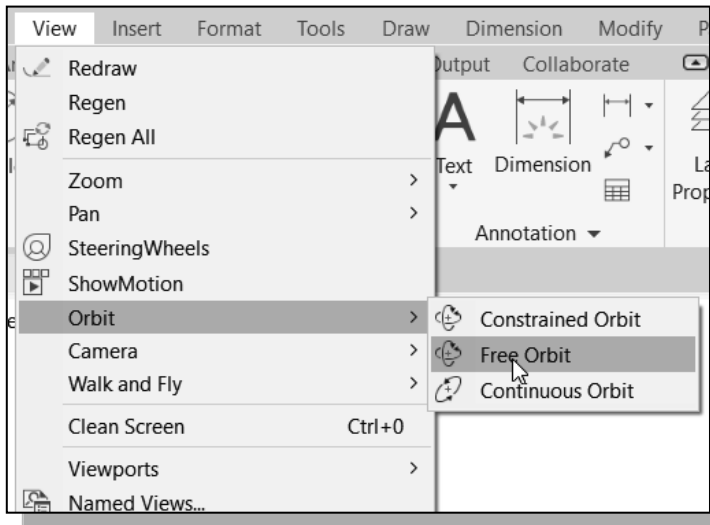 View Insert Format Tools Draw Dimension Modify
Output Collaborate
Redraw
Regen
Regen All
Zoom
Pan
SteeringWheels
ShowMotion
Orbit
Camera
Walk and Fly
Clean Screen Ctrl+0
Viewports
Named Views...
Text Dimension
Annotation
Constrained Orbit
Free Orbit
Continuous Orbit